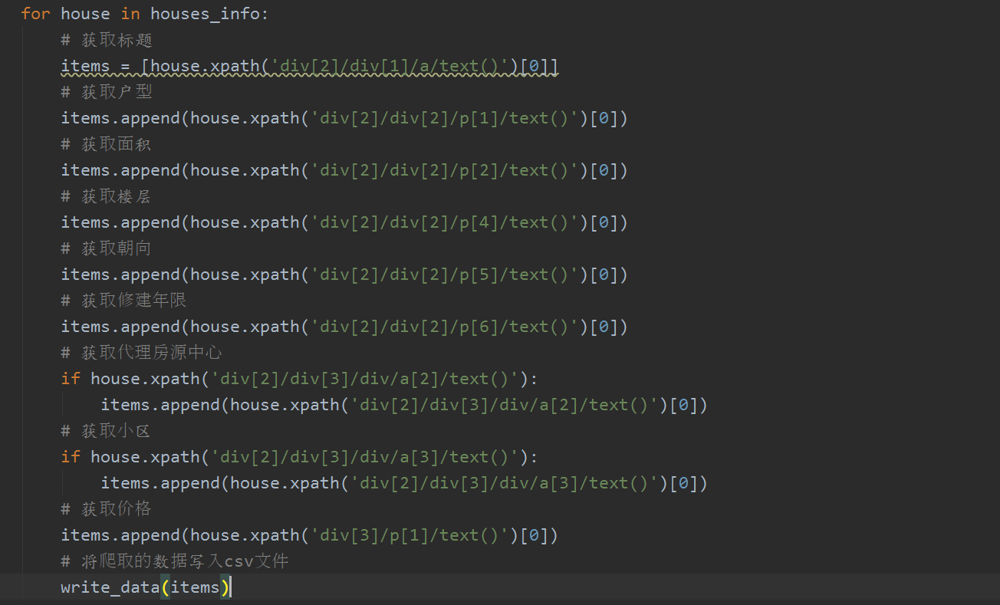 for house in houses_info:
    # 获取标题
    items = [house.xpath('div[2]/div[1]/a/text()')[0]]
    # 获取户型
    items.append(house.xpath('div[2]/div[2]/p[1]/text()')[0])
    # 获取面积
    items.append(house.xpath('div[2]/div[2]/p[2]/text()')[0])
    # 获取楼层
    items.append(house.xpath('div[2]/div[2]/p[4]/text()')[0])
    # 获取朝向
    items.append(house.xpath('div[2]/div[2]/p[5]/text()')[0])
    # 获取修建年限
    items.append(house.xpath('div[2]/div[2]/p[6]/text()')[0])
    # 获取代理房源中心
    if house.xpath('div[2]/div[3]/div/a[2]/text()'):
        items.append(house.xpath('div[2]/div[3]/div/a[2]/text()')[0])
    # 获取小区
    if house.xpath('div[2]/div[3]/div/a[3]/text()'):
        items.append(house.xpath('div[2]/div[3]/div/a[3]/text()')[0])
    # 获取价格
    items.append(house.xpath('div[3]/p[1]/text()')[0])
    # 将爬取的数据写入csv文件
    write_data(items)